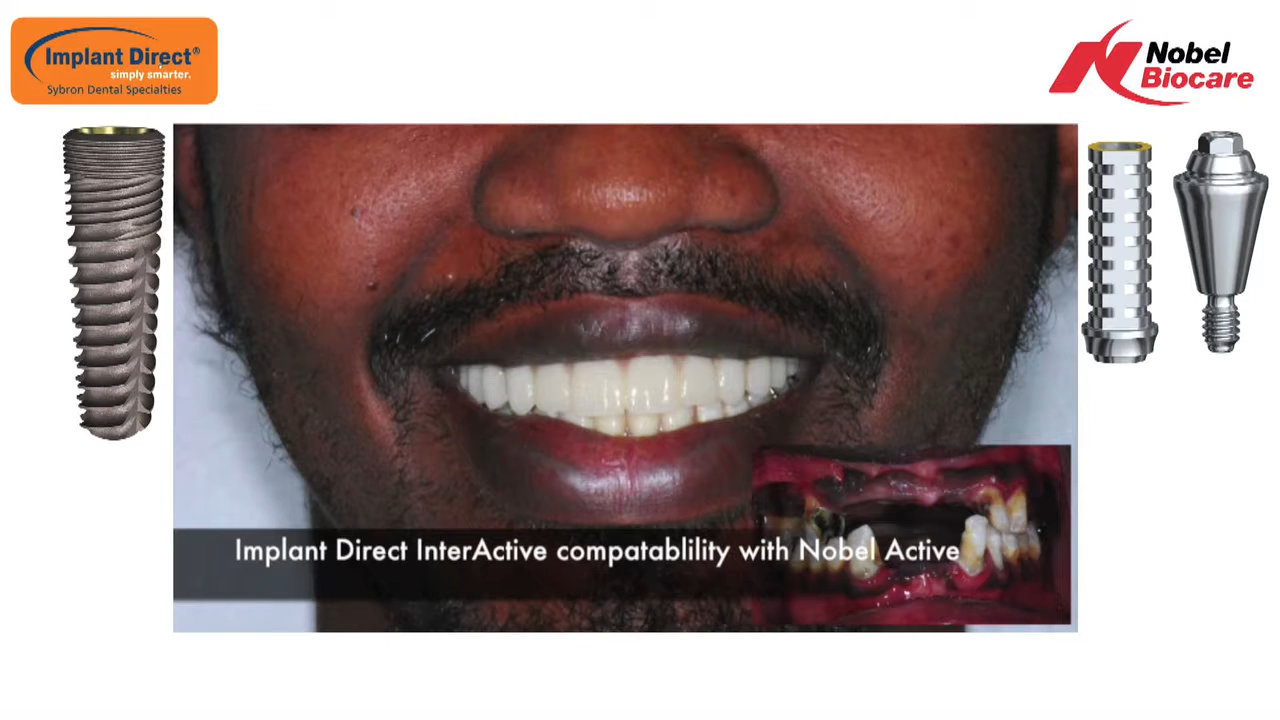 Implant Direct®
simply smarter.
Sybron Dental Specialties
Nobel
Biocare
Implant Direct InterActive compatablility with Nobel Active